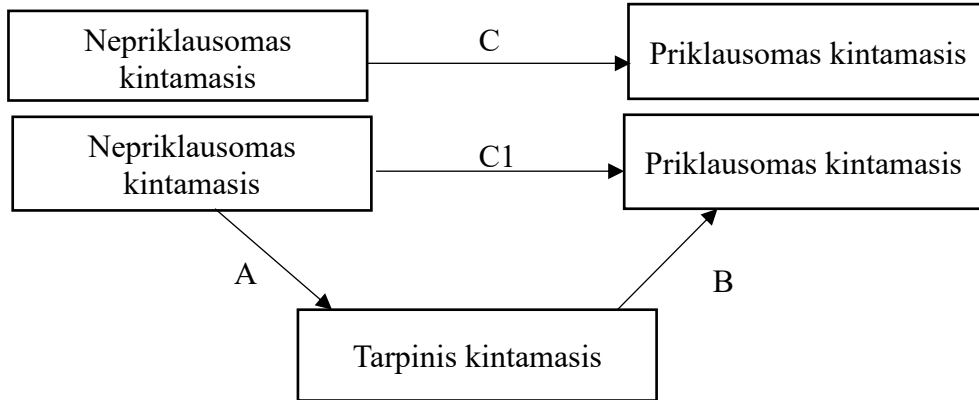 Nepriklausomas
kintamasis
C
Priklausomas kintamasis
Nepriklausomas
kintamasis
C1
Priklausomas kintamasis
A
B
Tarpinis kintamasis